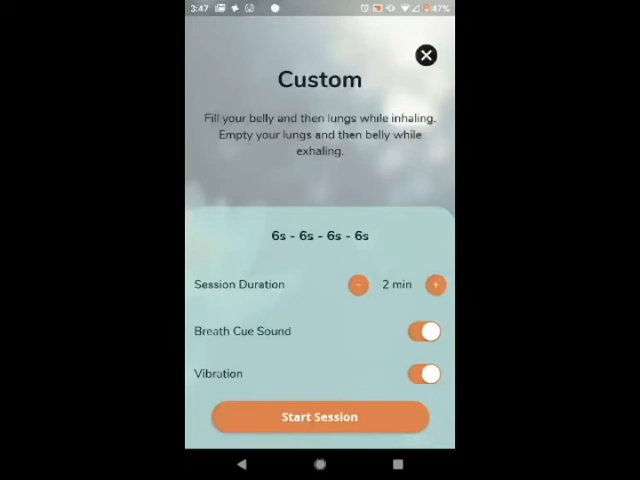 3:47
47%
Custom
Fill your belly and then lungs while inhaling.
Empty your lungs and then belly while
exhaling.
6s - 6s - 6s - 6s
Session Duration - 2 min +
Breath Cue Sound
Vibration
Start Session